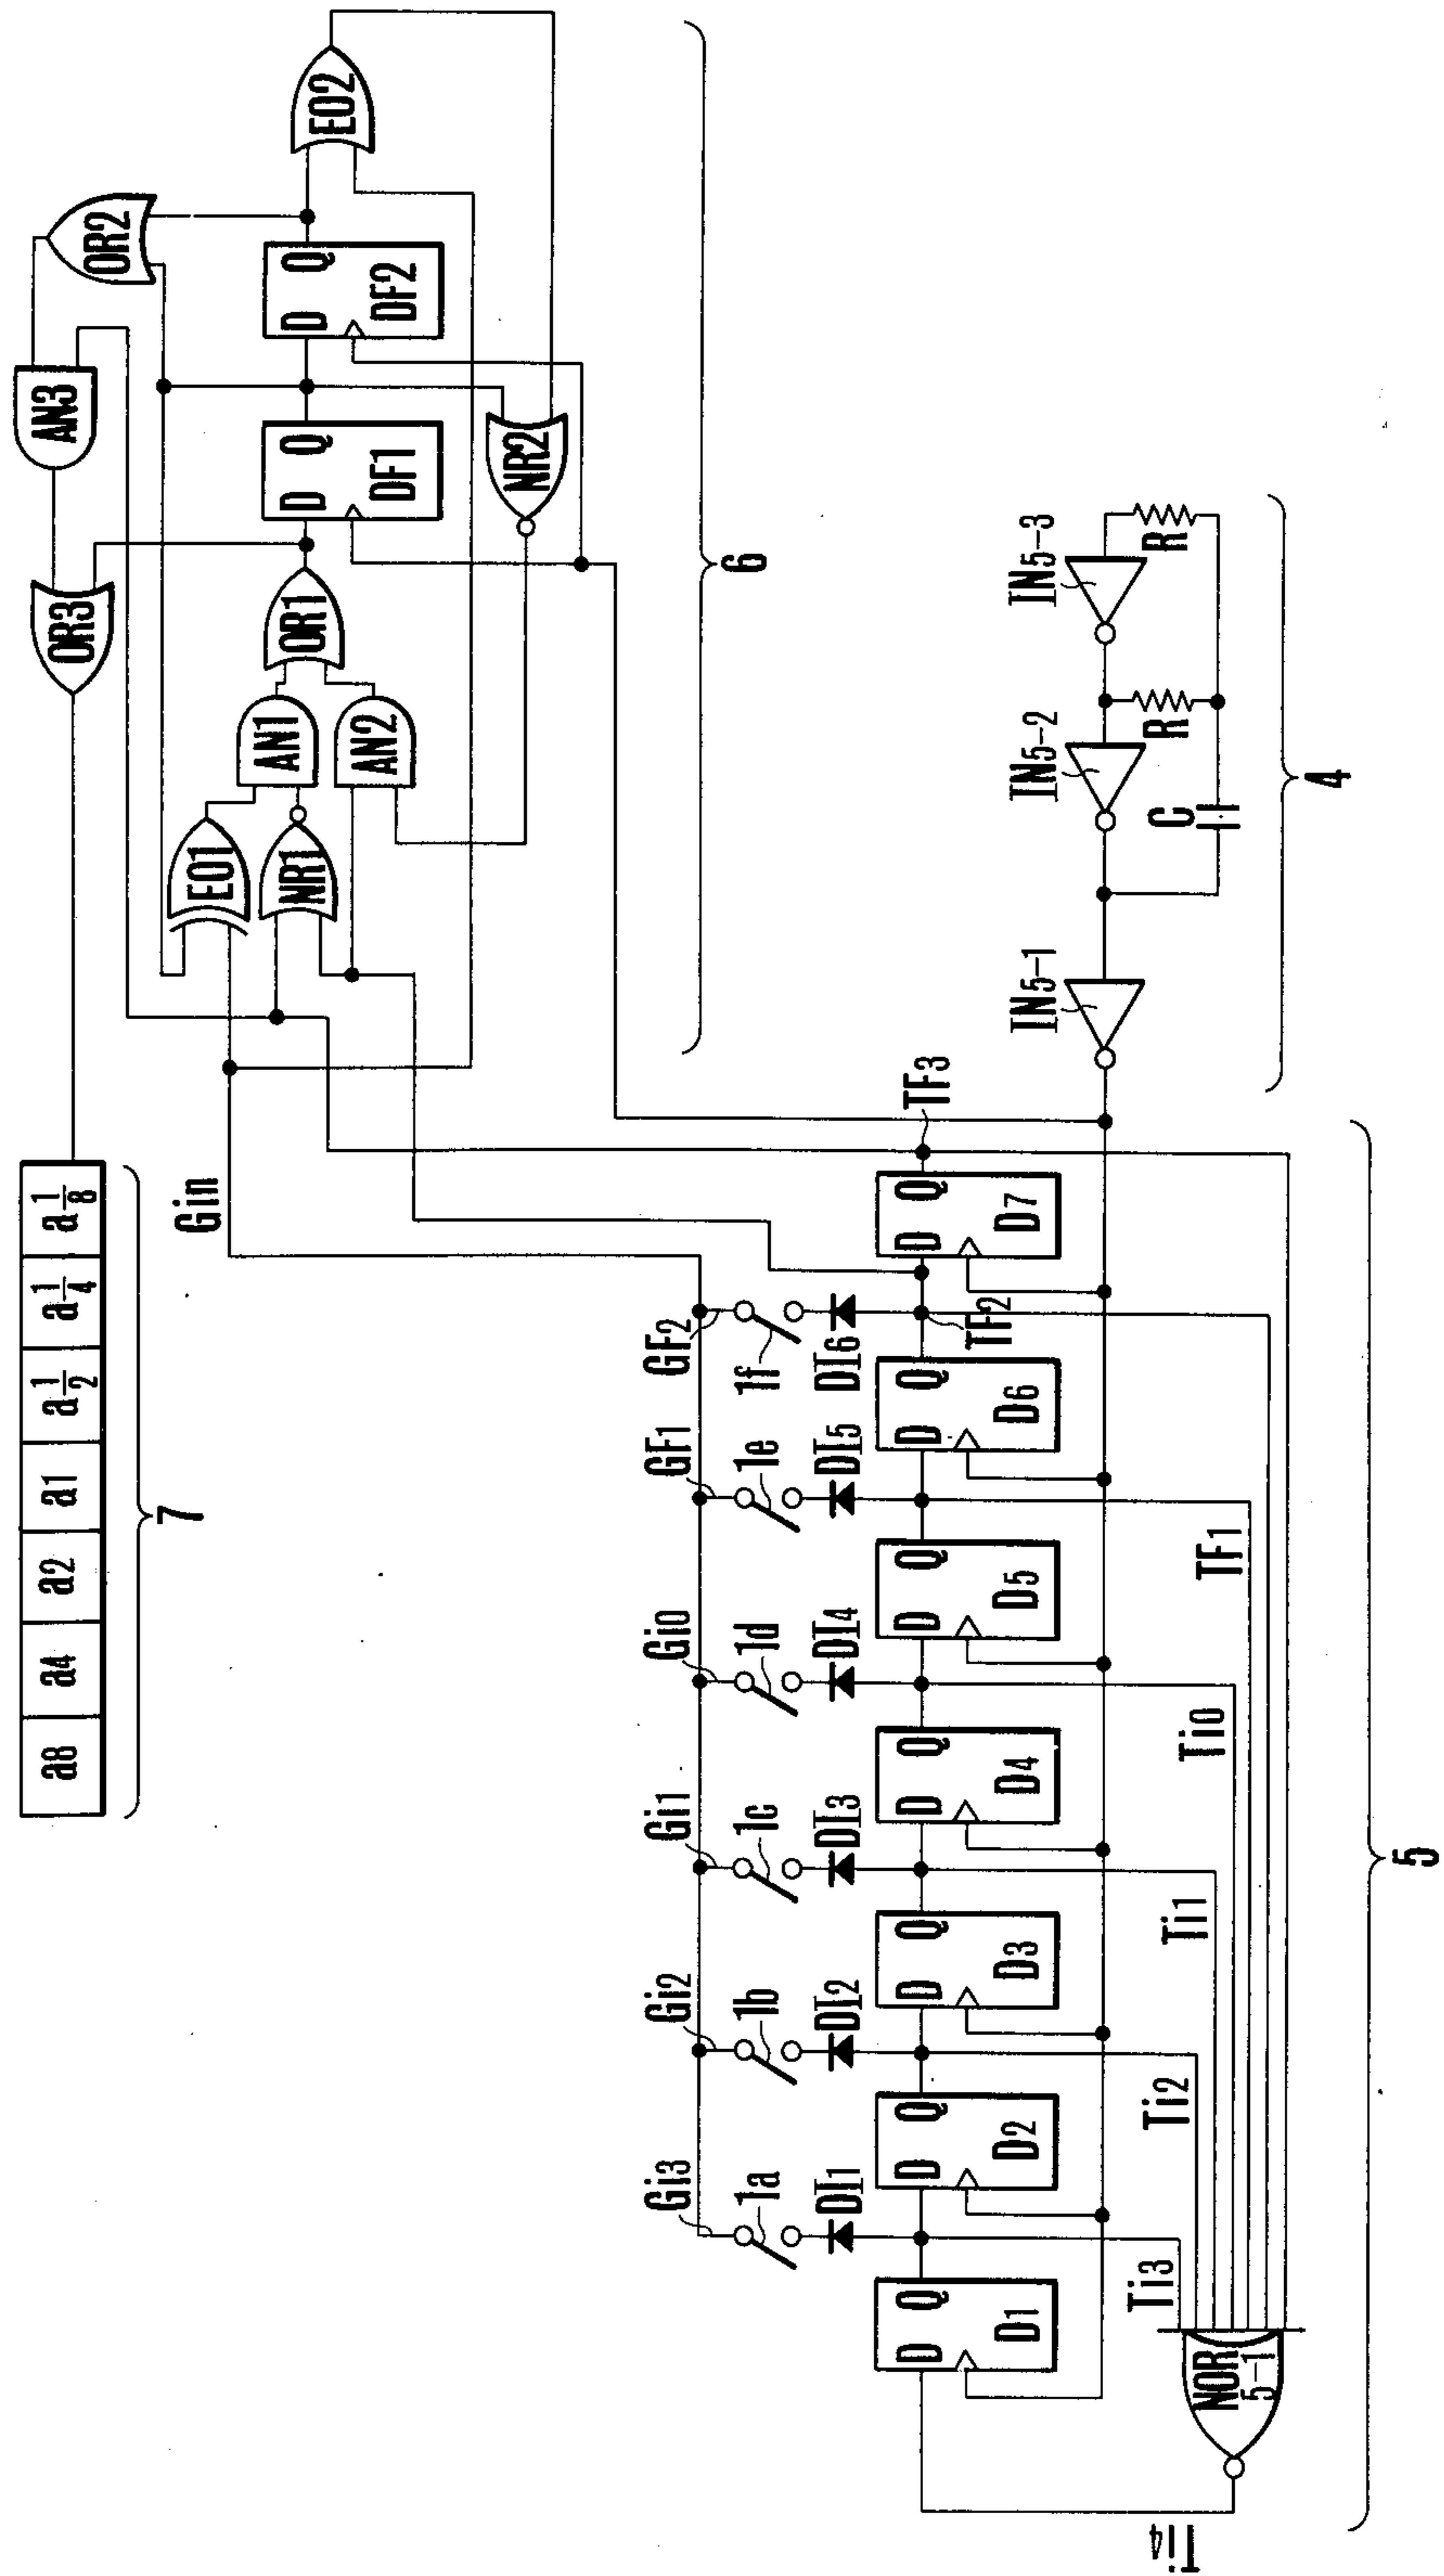 a8 a4 a2 a1 a1/2 a1/4 a1/8
7
OR3
AN3
OR2
EO1
NR1
AN1
AN2
OR1
D Q
DF1
D Q
DF2
EO2
NR2
6
Gin
Gi3
Gi2
Gi1
Gi0
GF1
GF2
1a
1b
1c
1d
1e
1f
DI1
DI2
DI3
DI4
DI5
DI6
D Q
D1
D Q
D2
D Q
D3
D Q
D4
D Q
D5
D Q
D6
D Q
D7
TF2
TF3
IN5-1
IN5-2
IN5-3
C
R
R
4
Ti3
Ti2
Ti1
Ti0
TF1
NOR
5-1
Ti4
5